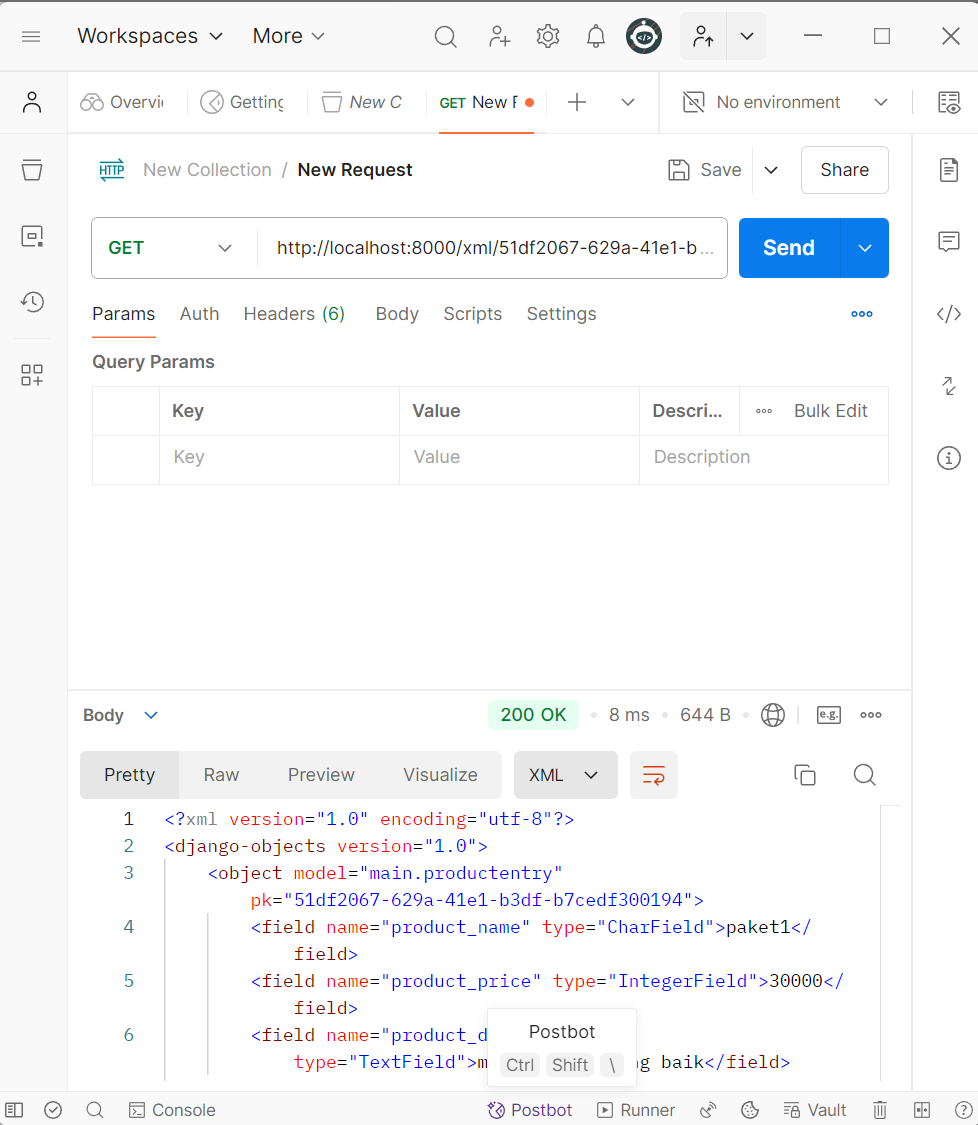 Workspaces More
Overvi Getting New C GET New No environment
HTTP New Collection / New Request Save Share
GET http://localhost:8000/xml/51df2067-629a-41e1-b... Send
Params Auth Headers (6) Body Scripts Settings
Query Params
Key Value Descri... Bulk Edit
Key Value Description
Body 200 OK 8 ms 644 B e.g.
Pretty Raw Preview Visualize XML
1 <?xml version="1.0" encoding="utf-8"?>
2 <django-objects version="1.0">
3 <object model="main.productentry"
pk="51df2067-629a-41e1-b3df-b7cedf300194">
4 <field name="product_name" type="CharField">paket1</
field>
5 <field name="product_price" type="IntegerField">30000</
field>
6 <field name="product_d
type="TextField">m g baik</field>
Postbot
Ctrl Shift \
Console Postbot Runner Vault